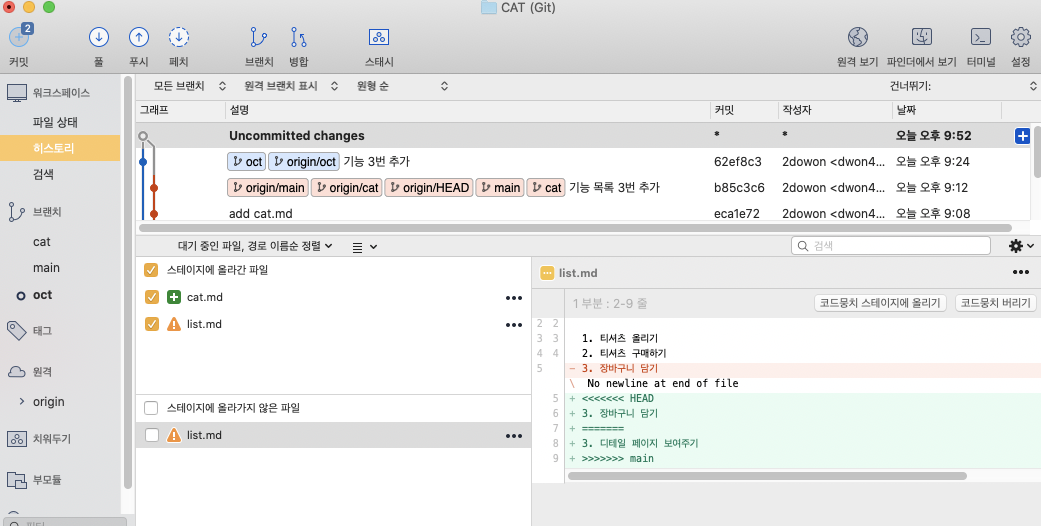 CAT (Git)
2
커밋
풀
푸시
페치
브랜치
병합
스태시
원격 보기
파인더에서 보기
터미널
설정
모든 브랜치
원격 브랜치 표시
원형 순
건너뛰기:
그래프
설명
커밋
작성자
날짜
Uncommitted changes * * 오늘 오후 9:52
oct origin/oct 기능 3번 추가 62ef8c3 2dowon <dwon4... 오늘 오후 9:24
origin/main origin/cat origin/HEAD main cat 기능 목록 3번 추가 b85c3c6 2dowon <dwon4... 오늘 오후 9:12
add cat.md eca1e72 2dowon <dwon4... 오늘 오후 9:08
워크스페이스
파일 상태
히스토리
검색
브랜치
cat
main
oct
태그
원격
origin
치워두기
부모듈
대기 중인 파일, 경로 이름순 정렬
검색
스테이지에 올라간 파일
cat.md
list.md
스테이지에 올라가지 않은 파일
list.md
list.md
1 부분 : 2-9 줄
코드뭉치 스테이지에 올리기
코드뭉치 버리기
2 2
3 3 1. 티셔츠 올리기
4 4 2. 티셔츠 구매하기
5 - 3. 장바구니 담기
\ No newline at end of file
5 + <<<<<<< HEAD
6 + 3. 장바구니 담기
7 + =======
8 + 3. 디테일 페이지 보여주기
9 + >>>>>>> main